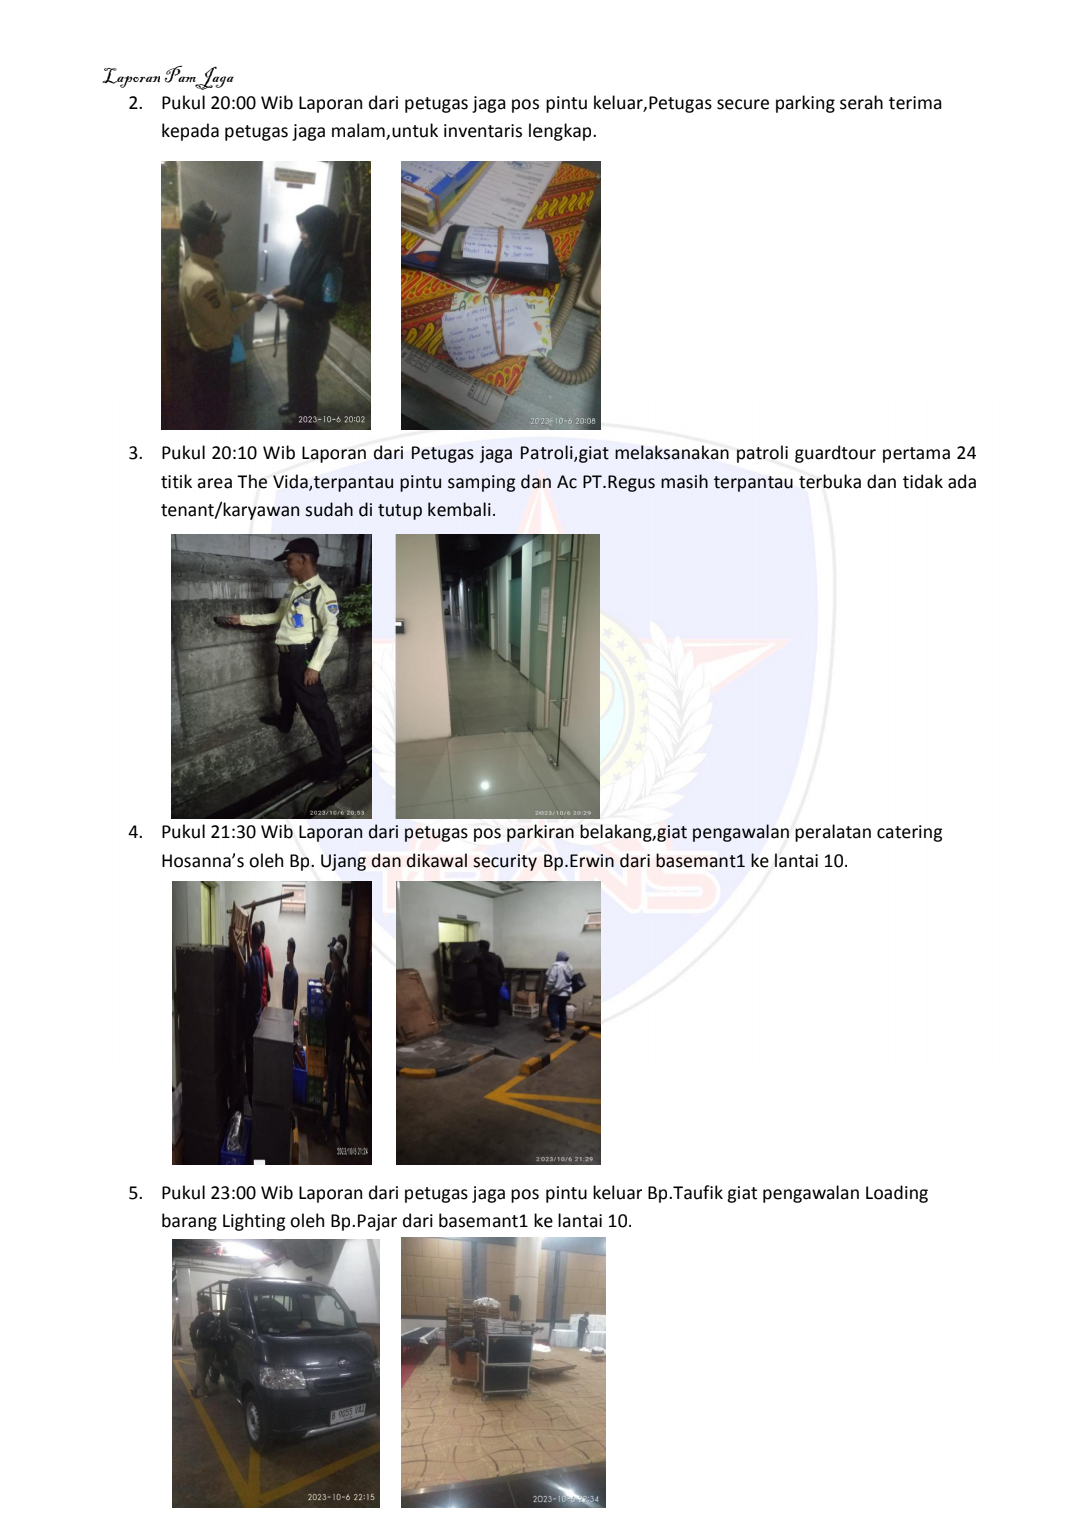 Laporan Pam Jaga
2. Pukul 20:00 Wib Laporan dari petugas jaga pos pintu keluar,Petugas secure parking serah terima
kepada petugas jaga malam,untuk inventaris lengkap.
2023-10-6 20:02
2023-10-6 20:08
3. Pukul 20:10 Wib Laporan dari Petugas jaga Patroli,giat melaksanakan patroli guardtour pertama 24
titik area The Vida,terpantau pintu samping dan Ac PT.Regus masih terpantau terbuka dan tidak ada
tenant/karyawan sudah di tutup kembali.
2023/10/6 20:53
2023/10/6 20:29
4. Pukul 21:30 Wib Laporan dari petugas pos parkiran belakang,giat pengawalan peralatan catering
Hosanna’s oleh Bp. Ujang dan dikawal security Bp.Erwin dari basemant1 ke lantai 10.
2023/10/6 21:24
2023/10/6 21:29
5. Pukul 23:00 Wib Laporan dari petugas jaga pos pintu keluar Bp.Taufik giat pengawalan Loading
barang Lighting oleh Bp.Pajar dari basemant1 ke lantai 10.
2023-10-6 22:15